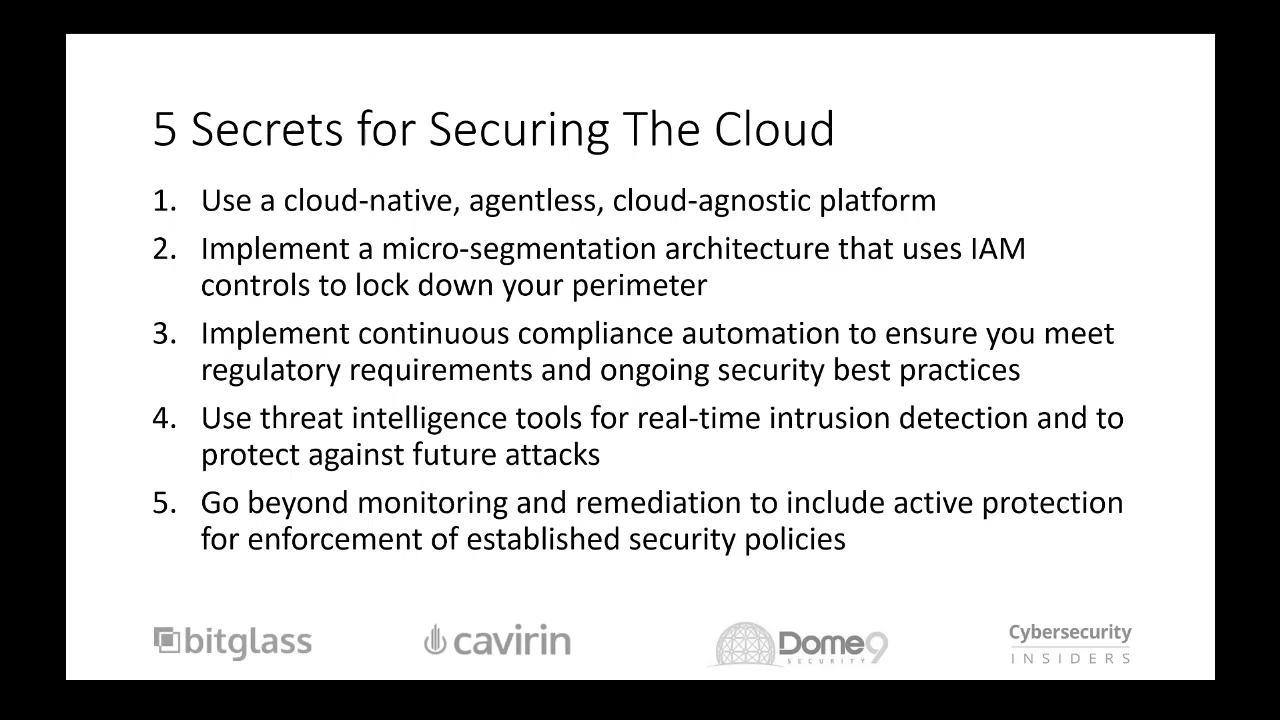 5 Secrets for Securing The Cloud
1. Use a cloud-native, agentless, cloud-agnostic platform
2. Implement a micro-segmentation architecture that uses IAM
controls to lock down your perimeter
3. Implement continuous compliance automation to ensure you meet
regulatory requirements and ongoing security best practices
4. Use threat intelligence tools for real-time intrusion detection and to
protect against future attacks
5. Go beyond monitoring and remediation to include active protection
for enforcement of established security policies
bitglass
cavirin
Dome9
SECURITY
Cybersecurity
INSIDERS